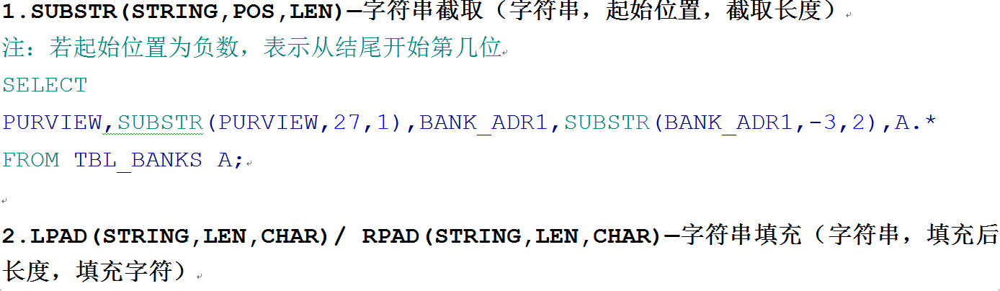 1.SUBSTR(STRING,POS,LEN)—字符串截取（字符串，起始位置，截取长度）
注：若起始位置为负数，表示从结尾开始第几位
SELECT
PURVIEW,SUBSTR(PURVIEW,27,1),BANK_ADR1,SUBSTR(BANK_ADR1,-3,2),A.*
FROM TBL_BANKS A;
2.LPAD(STRING,LEN,CHAR)/ RPAD(STRING,LEN,CHAR)—字符串填充（字符串，填充后
长度，填充字符）